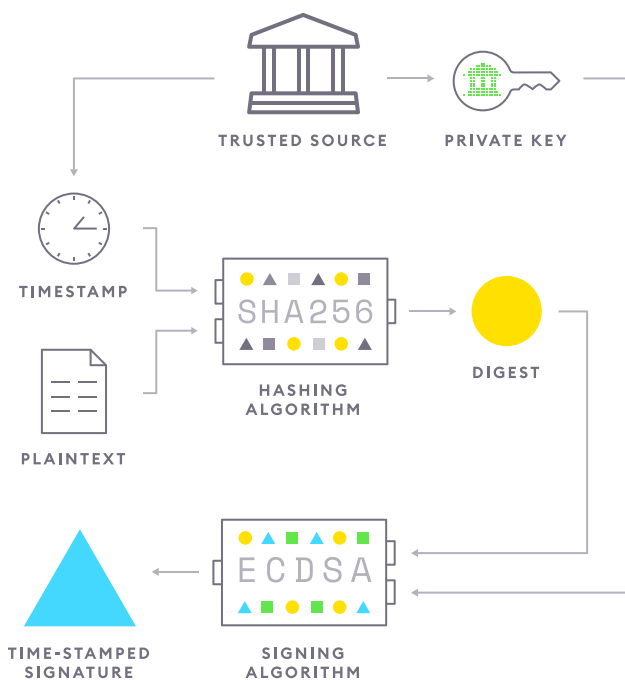 TRUSTED SOURCE
PRIVATE KEY
TIMESTAMP
SHA256
DIGEST
HASHING
ALGORITHM
PLAINTEXT
ECDSA
TIME-STAMPED
SIGNATURE
SIGNING
ALGORITHM